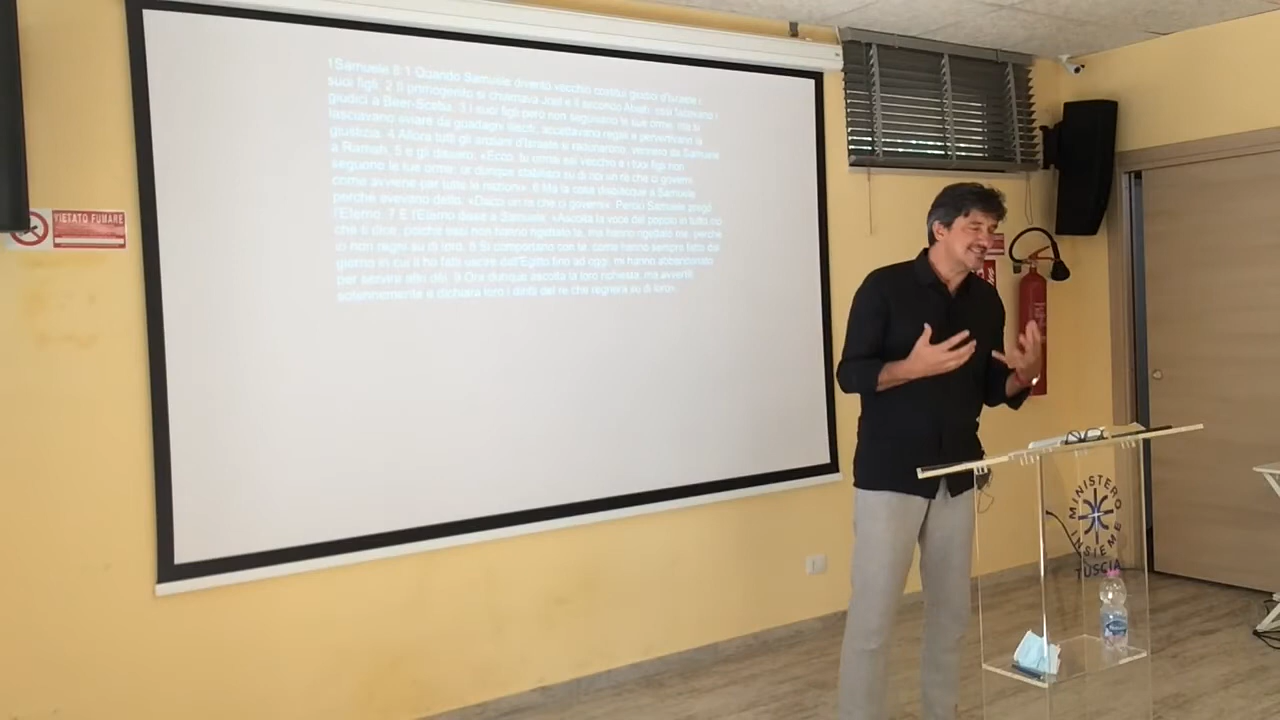 1Samuele 8:1 Quando Samuele diventò vecchio costituì giudici d'Israele i
suoi figli. 2 Il primogenito si chiamava Joel e il secondo Abiah; essi facevano i
giudici a Beer-Sceba. 3 I suoi figli però non seguirono le sue orme, ma si
lasciavano sviare da guadagni illeciti, accettavano regali e pervertivano la
giustizia. 4 Allora tutti gli anziani d'Israele si radunarono, vennero da Samuele
a Ramah, 5 e gli dissero: «Ecco, tu ormai sei vecchio e i tuoi figli non
seguono le tue orme; or dunque stabilisci su di noi un re che ci governi,
come avviene per tutte le nazioni». 6 Ma la cosa dispiacque a Samuele,
perché avevano detto: «Dacci un re che ci governi». Perciò Samuele pregò
l'Eterno. 7 E l'Eterno disse a Samuele: «Ascolta la voce del popolo in tutto ciò
che ti dice, poiché essi non hanno rigettato te, ma hanno rigettato me, perché
io non regni su di loro. 8 Si comportano con te, come hanno sempre fatto dal
giorno in cui li ho fatti uscire dall'Egitto fino ad oggi: mi hanno abbandonato
per servire altri dèi. 9 Ora dunque ascolta la loro richiesta, ma avvertili
solennemente e dichiara loro i diritti del re che regnerà su di loro».
VIETATO FUMARE
MINISTERO
INSIEME
TUSCIA